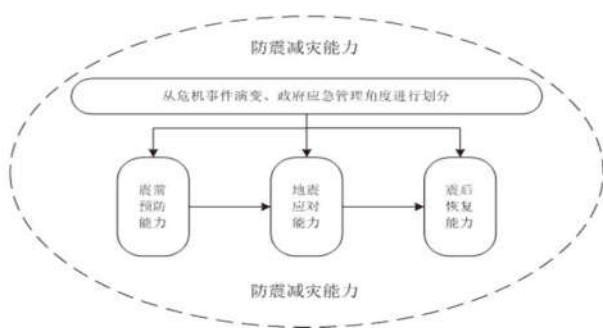 防震减灾能力
从危机事件演变、政府应急管理角度进行划分
震前
预防
能力
地震
应对
能力
震后
恢复
能力
防震减灾能力